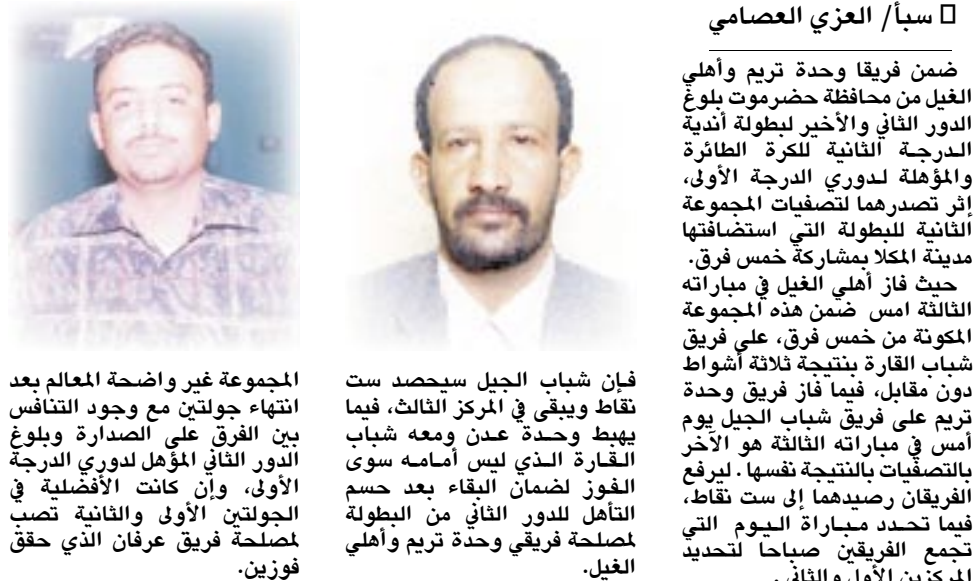 سبأ/ العزي العصامي
ضمن فريقا وحدة تريم وأهلي
الغيل من محافظة حضرموت بلوغ
الدور الثاني والأخير لبطولة أندية
الدرجة الثانية للكرة الطائرة
والمؤهلة لدوري الدرجة الأولى،
اثر تصدرهما لتصفيات المجموعة
الثانية للبطولة التي استضافتها
مدينة المكلا بمشاركة خمس فرق.
حيث فاز أهلي الغيل في مباراته
الثالثة امس ضمن هذه المجموعة
المكونة من خمس فرق، على فريق
شباب القارة بنتيجة ثلاثة أشواط
دون مقابل، فيما فاز فريق وحدة
تريم على فريق شباب الجيل يوم
أمس في مباراته الثالثة هو الآخر
بالتصفيات بالنتيجة نفسها . ليرفع
الفريقان رصيدهما إلى ست نقاط،
فيما تحدد مباراة اليوم التي
تجمع الفريقين صباحا لتحديد
المركزين الأول والثاني.
فإن شباب الجيل سيحصد ست
نقاط ويبقى في المركز الثالث، فيما
يهبط وحدة عدن ومعه شباب
القارة الذي ليس أمامه سوى
الفوز لضمان البقاء بعد حسم
التأهل للدور الثاني من البطولة
لمصلحة فريقي وحدة تريم وأهلي
الغيل.
المجموعة غير واضحة المعالم بعد
انتهاء جولتين مع وجود التنافس
بين الفرق على الصدارة وبلوغ
الدور الثاني المؤهل لدوري الدرجة
الأولى، وإن كانت الأفضلية في
الجولتين الأولى والثانية تصب
لمصلحة فريق عرفان الذي حقق
فوزين.